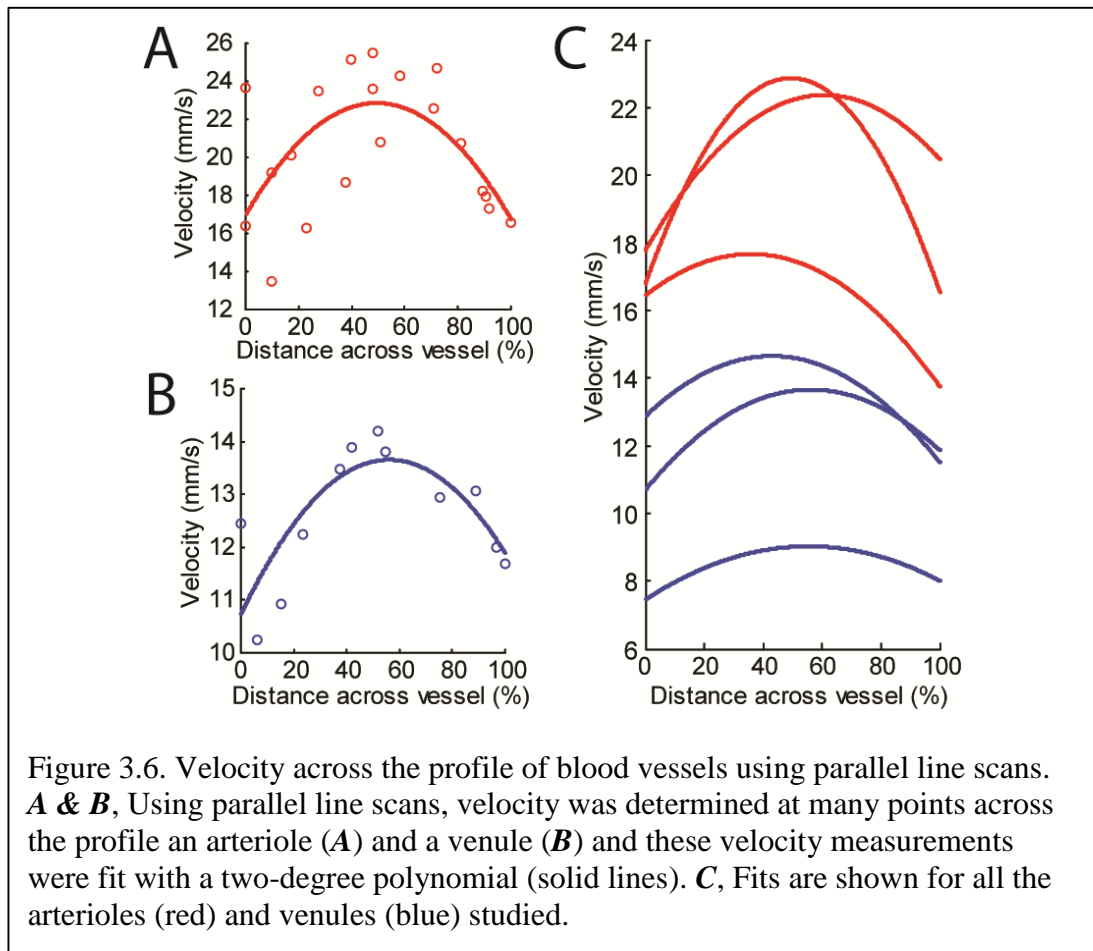 A
Velocity (mm/s)
26
24
22
20
18
16
14
12
0 20 40 60 80 100
Distance across vessel (%)
B
Velocity (mm/s)
15
14
13
12
11
10
0 20 40 60 80 100
Distance across vessel (%)
C
Velocity (mm/s)
24
22
20
18
16
14
12
10
8
6
0 20 40 60 80 100
Distance across vessel (%)
Figure 3.6. Velocity across the profile of blood vessels using parallel line scans.
A & B, Using parallel line scans, velocity was determined at many points across
the profile an arteriole (A) and a venule (B) and these velocity measurements
were fit with a two-degree polynomial (solid lines). C, Fits are shown for all the
arterioles (red) and venules (blue) studied.